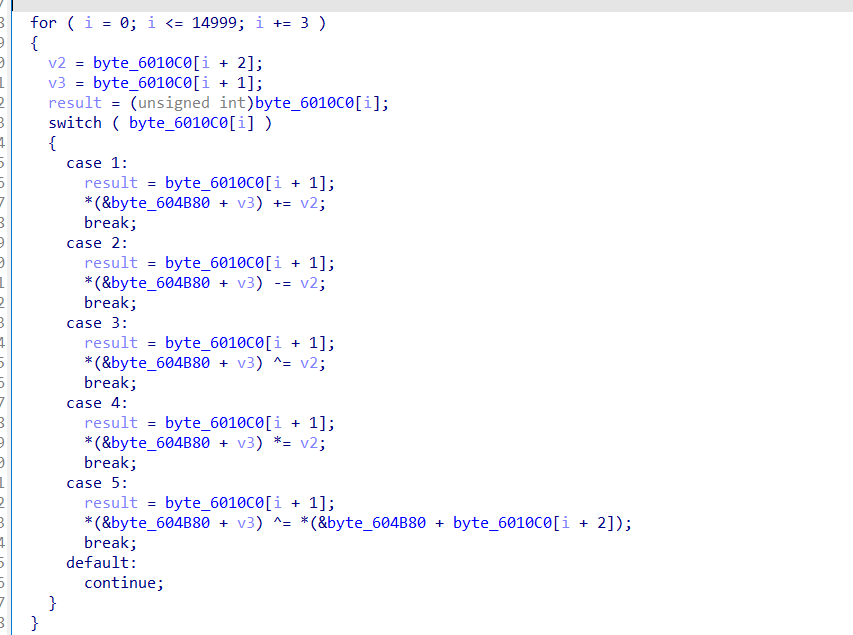 for ( i = 0; i <= 14999; i += 3 )
{
v2 = byte_6010C0[i + 2];
v3 = byte_6010C0[i + 1];
result = (unsigned int)byte_6010C0[i];
switch ( byte_6010C0[i] )
{
case 1:
result = byte_6010C0[i + 1];
*(&byte_604B80 + v3) += v2;
break;
case 2:
result = byte_6010C0[i + 1];
*(&byte_604B80 + v3) -= v2;
break;
case 3:
result = byte_6010C0[i + 1];
*(&byte_604B80 + v3) ^= v2;
break;
case 4:
result = byte_6010C0[i + 1];
*(&byte_604B80 + v3) *= v2;
break;
case 5:
result = byte_6010C0[i + 1];
*(&byte_604B80 + v3) ^= *(&byte_604B80 + byte_6010C0[i + 2]);
break;
default:
continue;
}
}